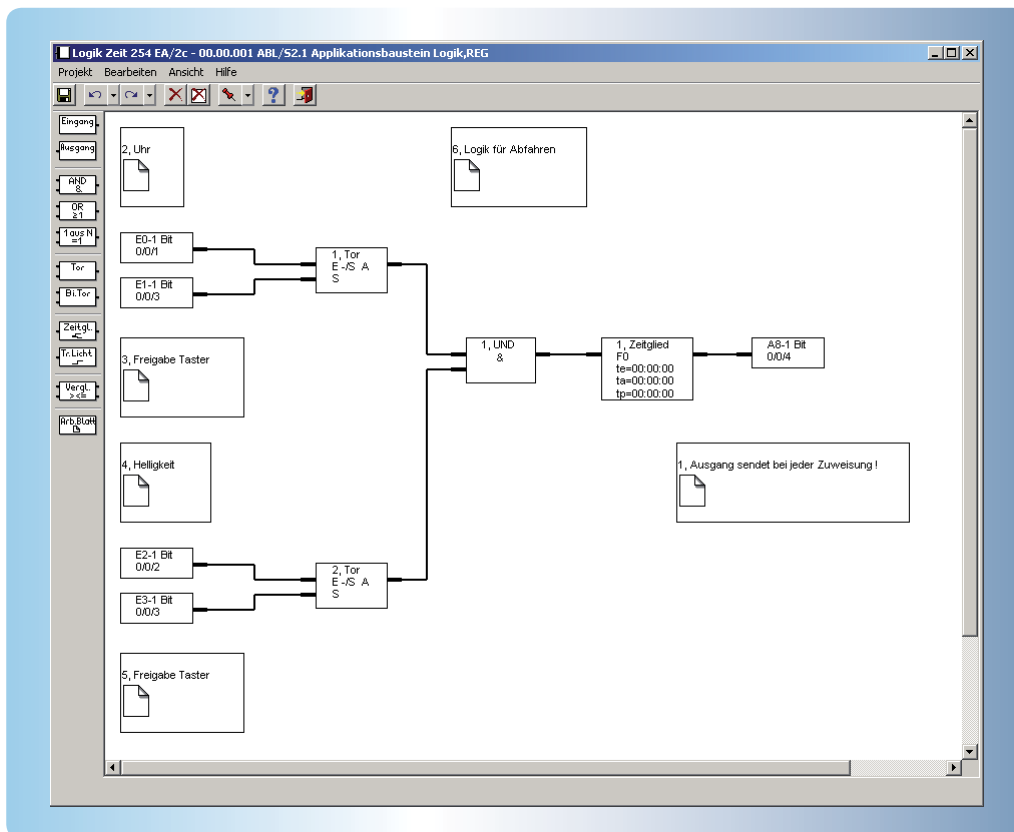 Logik Zeit 254 EA/2c - 00.00.001 ABL/S2.1 Applikationsbaustein Logik,REG
Projekt Bearbeiten Ansicht Hilfe
Eingang
Ausgang
AND
&
OR
≥1
1 aus N
=1
Tor
Bi.Tor
Zeitgl.
Tr.Licht
Vergl.
><=
Arb.Blatt
2, Uhr
6, Logik für Abfahren
E0-1 Bit
0/0/1
E1-1 Bit
0/0/3
1, Tor
E -/S A
S
3, Freigabe Taster
1, UND
&
1, Zeitglied
F0
te=00:00:00
ta=00:00:00
tp=00:00:00
A8-1 Bit
0/0/4
4, Helligkeit
1, Ausgang sendet bei jeder Zuweisung !
E2-1 Bit
0/0/2
E3-1 Bit
0/0/3
2, Tor
E -/S A
S
5, Freigabe Taster